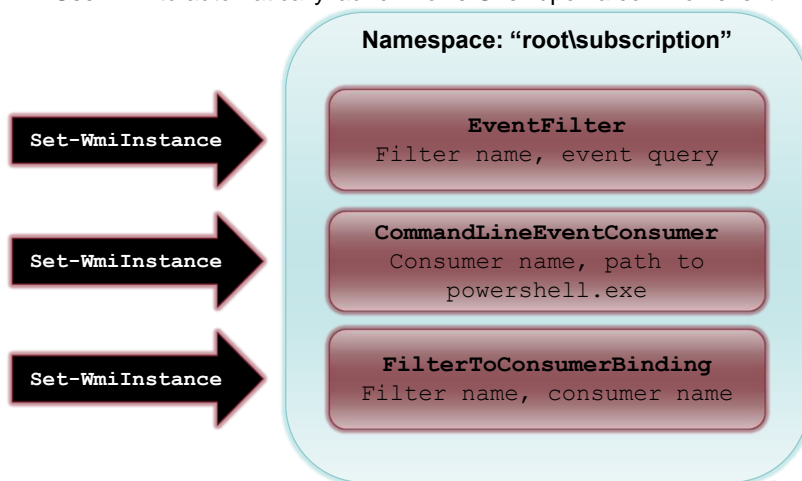 Namespace: “root\subscription”
Set-WmiInstance
EventFilter
Filter name, event query
Set-WmiInstance
CommandLineEventConsumer
Consumer name, path to
powershell.exe
Set-WmiInstance
FilterToConsumerBinding
Filter name, consumer name